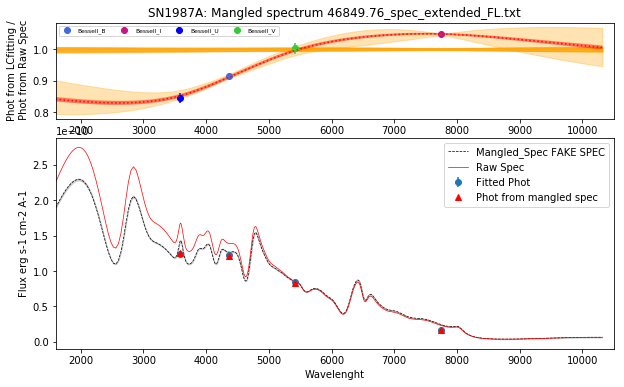 SN1987A: Mangled spectrum 46849.76_spec_extended_FL.txt
Phot from LCfitting /
Phot from Raw Spec
Bessell_B
Bessell_I
Bessell_U
Bessell_V
1.0
0.9
0.8
2000 3000 4000 5000 6000 7000 8000 9000 10000
1e−10
Flux erg s-1 cm-2 A-1
2.5
2.0
1.5
1.0
0.5
0.0
Mangled_Spec FAKE SPEC
Raw Spec
Fitted Phot
Phot from mangled spec
2000 3000 4000 5000 6000 7000 8000 9000 10000
Wavelenght